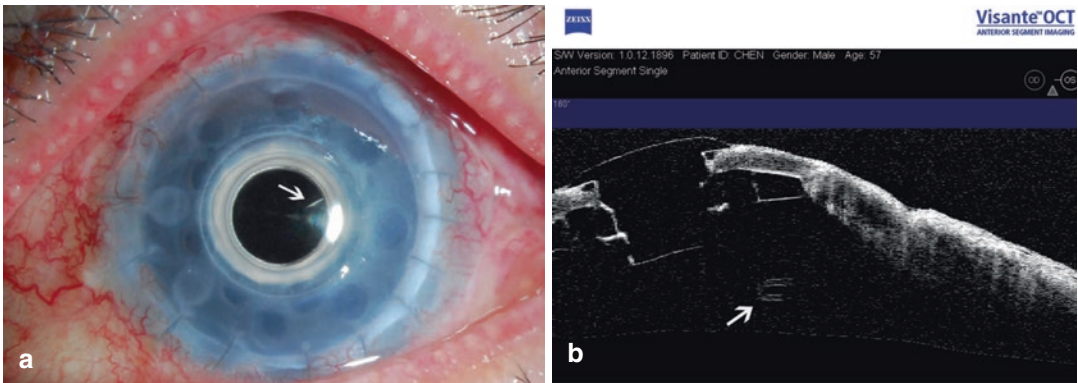 a
ZEISS
Visante™OCT
ANTERIOR SEGMENT IMAGING
S/W Version: 1.0.12.1896 Patient ID: CHEN Gender: Male Age: 57
Anterior Segment Single
OD
OS
180°
b